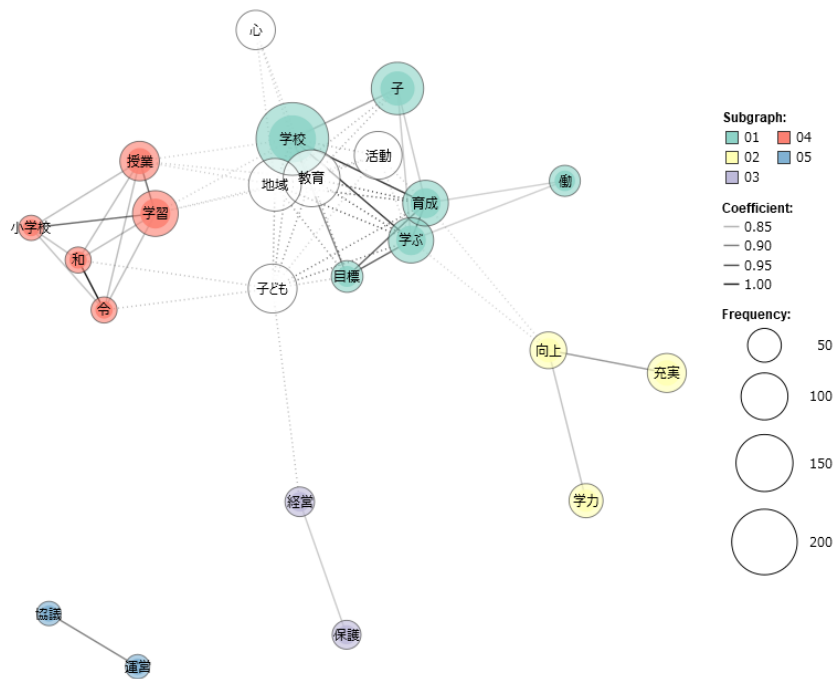 心
子
学校
活動
地域
教育
授業
学習
小学校
和
令
育成
働
学ぶ
目標
子ども
向上
充実
学力
経営
保護
協議
運営
Subgraph:
01
04
02
05
03
Coefficient:
0.85
0.90
0.95
1.00
Frequency:
50
100
150
200